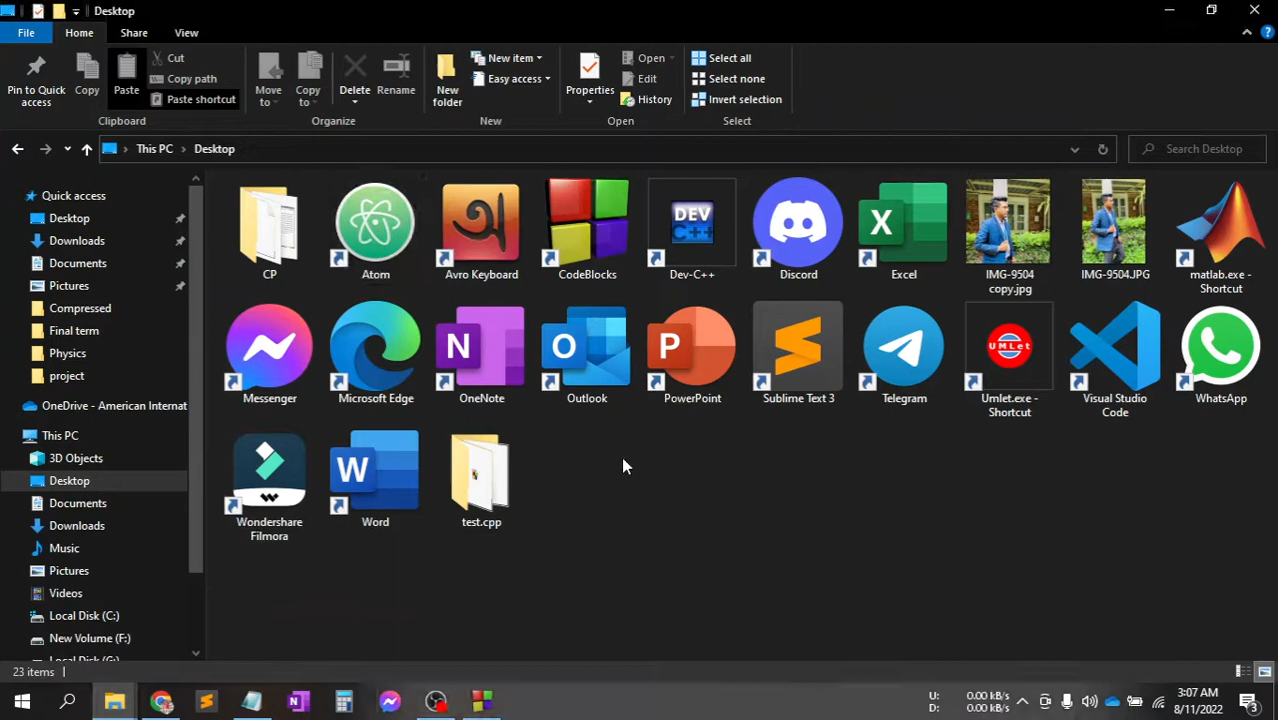 Desktop
File
Home
Share
View
Pin to Quick access
Copy
Paste
Cut
Copy path
Paste shortcut
Clipboard
Move to
Copy to
Delete
Rename
Organize
New folder
New item
Easy access
New
Properties
Open
Edit
History
Open
Select all
Select none
Invert selection
Select
This PC
Desktop
Search Desktop
Quick access
Desktop
Downloads
Documents
Pictures
Compressed
Final term
Physics
project
OneDrive - American Internat
This PC
3D Objects
Desktop
Documents
Downloads
Music
Pictures
Videos
Local Disk (C:)
New Volume (F:)
Local Disk (G:)
CP
Atom
অ
Avro Keyboard
CodeBlocks
DEV
C++
Dev-C++
Discord
X
Excel
IMG-9504
copy.jpg
IMG-9504.JPG
matlab.exe -
Shortcut
Messenger
Microsoft Edge
N
OneNote
O
Outlook
P
PowerPoint
Sublime Text 3
Telegram
UMLet
Umlet.exe -
Shortcut
Visual Studio
Code
WhatsApp
Wondershare
Filmora
W
Word
test.cpp
23 items
N
U: 0.00 kB/s
D: 0.00 kB/s
3:07 AM
8/11/2022
3